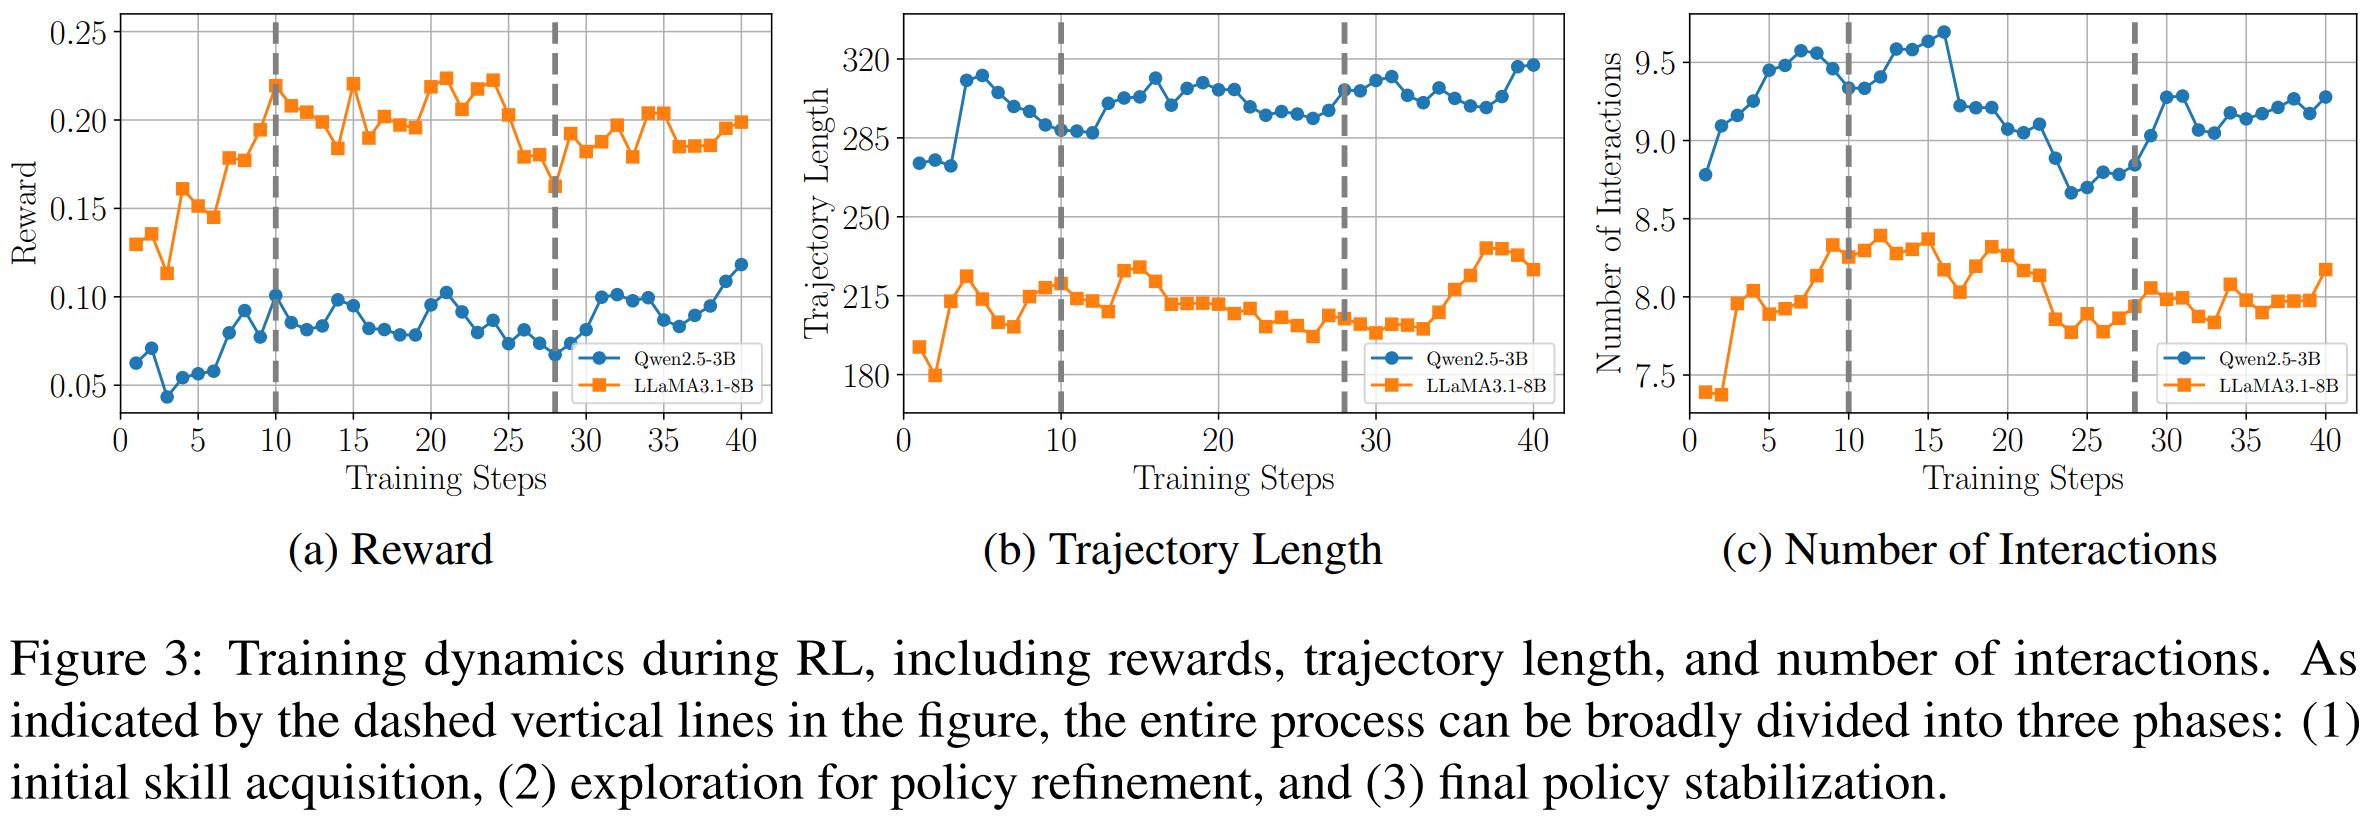 0.25
0.20
0.15
0.10
0.05
Reward
0 5 10 15 20 25 30 35 40
Training Steps
Qwen2.5-3B
LLaMA3.1-8B
(a) Reward
320
285
250
215
180
Trajectory Length
0 10 20 30 40
Training Steps
Qwen2.5-3B
LLaMA3.1-8B
(b) Trajectory Length
9.5
9.0
8.5
8.0
7.5
Number of Interactions
0 5 10 15 20 25 30 35 40
Training Steps
Qwen2.5-3B
LLaMA3.1-8B
(c) Number of Interactions
Figure 3: Training dynamics during RL, including rewards, trajectory length, and number of interactions. As
indicated by the dashed vertical lines in the figure, the entire process can be broadly divided into three phases: (1)
initial skill acquisition, (2) exploration for policy refinement, and (3) final policy stabilization.